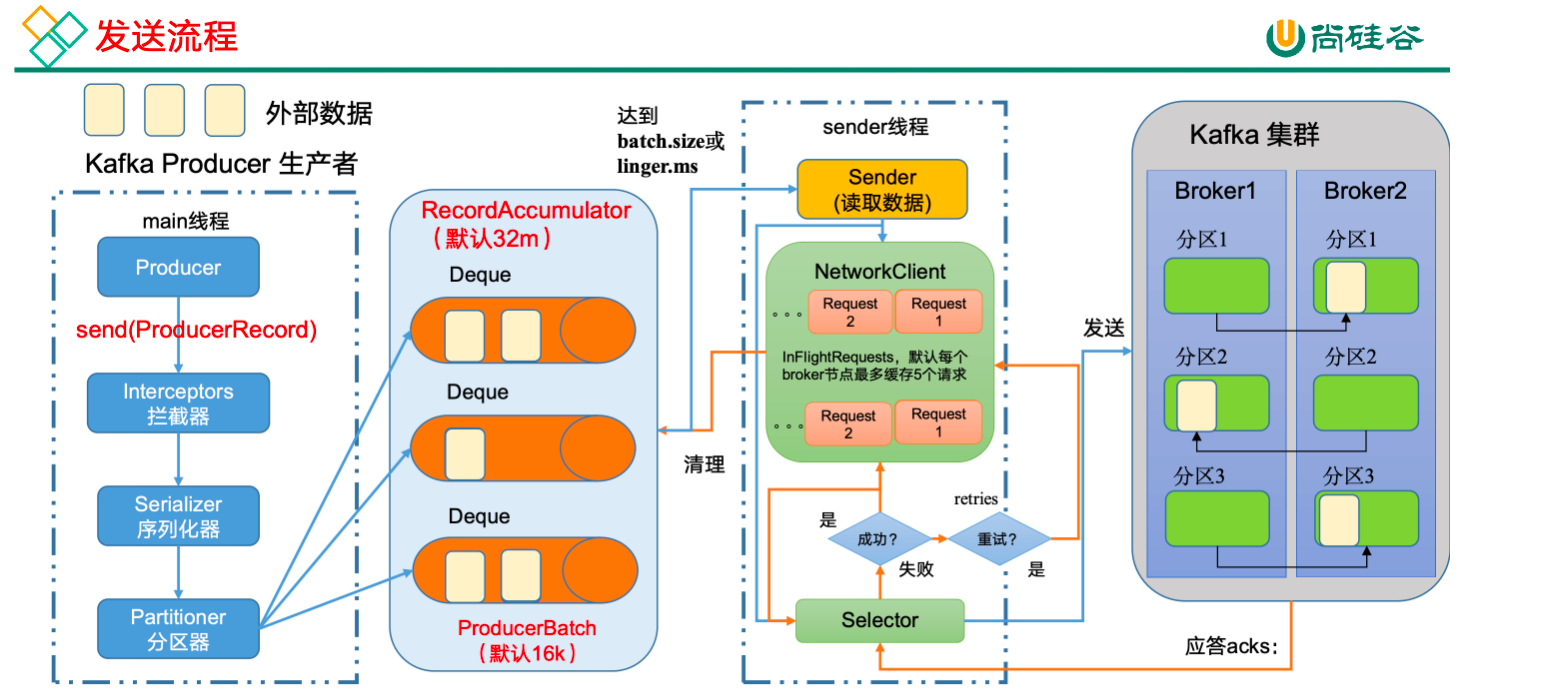 发送流程
尚硅谷
外部数据
Kafka Producer 生产者
main线程
Producer
send(ProducerRecord)
Interceptors
拦截器
Serializer
序列化器
Partitioner
分区器
RecordAccumulator
（默认32m）
Deque
Deque
Deque
ProducerBatch
（默认16k）
达到
batch.size或
linger.ms
清理
sender线程
Sender
(读取数据)
NetworkClient
。。。
Request
2
Request
1
InFlightRequests，默认每个
broker节点最多缓存5个请求
。。。
Request
2
Request
1
retries
是
成功？
重试？
失败
是
Selector
发送
应答acks：
Kafka 集群
Broker1
分区1
分区2
分区3
Broker2
分区1
分区2
分区3